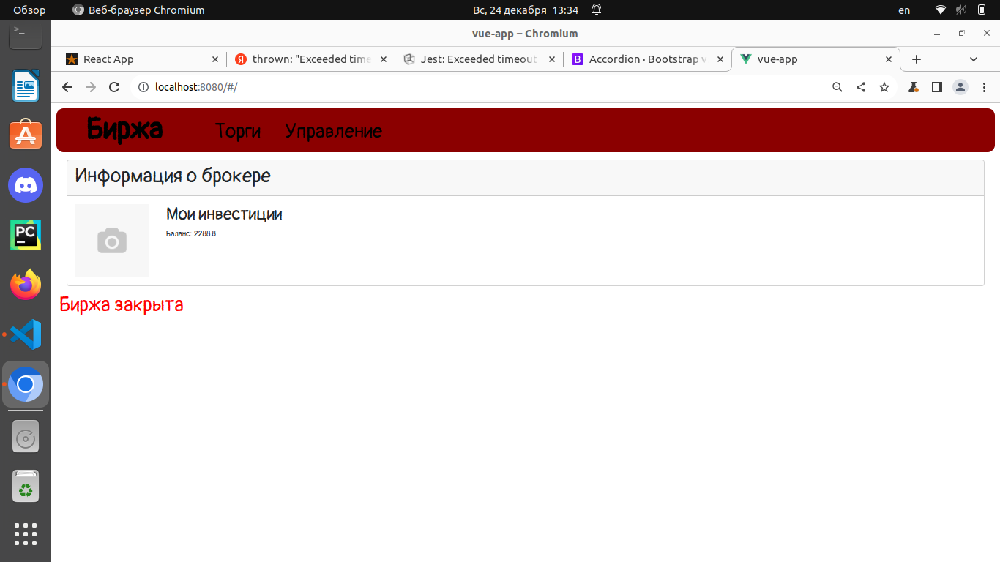 Обзор Веб-браузер Chromium Вс, 24 декабря 13:34 en
vue-app – Chromium
React App thrown: "Exceeded time Jest: Exceeded timeout Accordion · Bootstrap v vue-app
localhost:8080/#/
Биржа Торги Управление
Информация о брокере
Мои инвестиции
Баланс: 2288.8
Биржа закрыта
PC